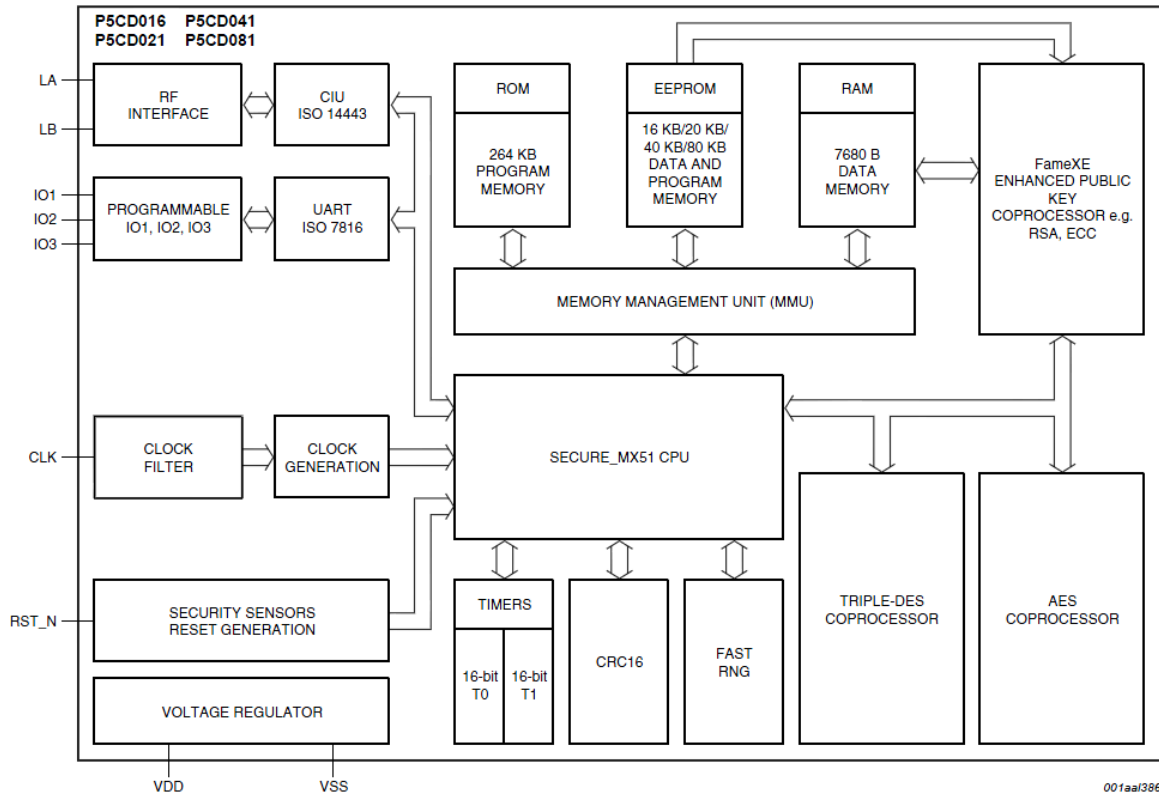 P5CD016 P5CD041
P5CD021 P5CD081
LA
LB
RF
INTERFACE
CIU
ISO 14443
ROM
264 KB
PROGRAM
MEMORY
EEPROM
16 KB/20 KB/
40 KB/80 KB
DATA AND
PROGRAM
MEMORY
RAM
7680 B
DATA
MEMORY
FameXE
ENHANCED PUBLIC
KEY
COPROCESSOR e.g.
RSA, ECC
IO1
IO2
IO3
PROGRAMMABLE
IO1, IO2, IO3
UART
ISO 7816
MEMORY MANAGEMENT UNIT (MMU)
CLK
CLOCK
FILTER
CLOCK
GENERATION
SECURE_MX51 CPU
RST_N
SECURITY SENSORS
RESET GENERATION
TIMERS
16-bit
T0
16-bit
T1
CRC16
FAST
RNG
TRIPLE-DES
COPROCESSOR
AES
COPROCESSOR
VOLTAGE REGULATOR
VDD
VSS
001aal386